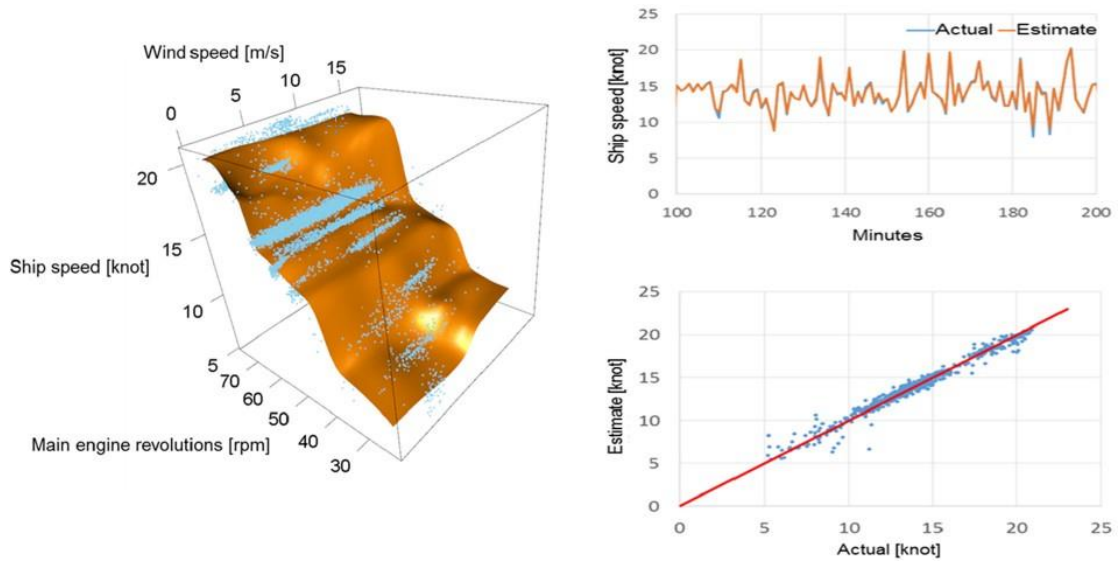 Wind speed [m/s]
0
5
10
15
20
15
10
5
Ship speed [knot]
70
60
50
40
30
Main engine revolutions [rpm]
Actual Estimate
25
20
15
10
5
0
Ship speed [knot]
100 120 140 160 180 200
Minutes
25
20
15
10
5
0
Estimate [knot]
0 5 10 15 20 25
Actual [knot]